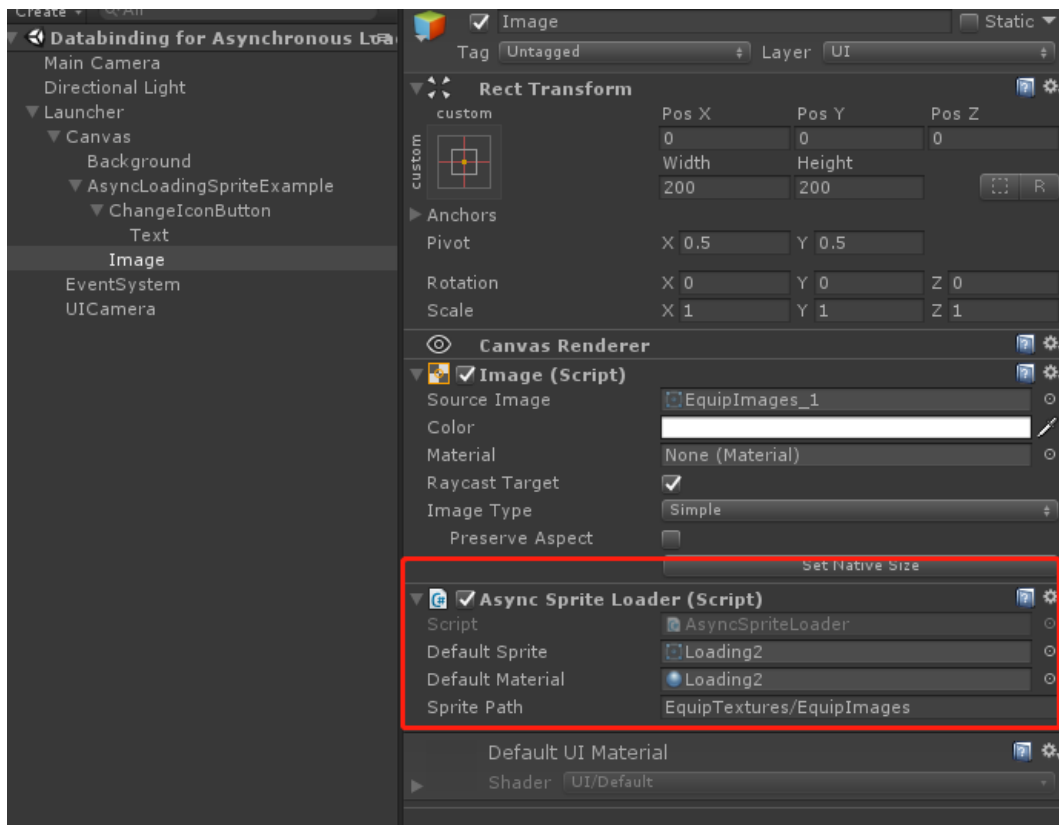 Create
All
Databinding for Asynchronous Loa
Main Camera
Directional Light
Launcher
Canvas
Background
AsyncLoadingSpriteExample
ChangeIconButton
Text
Image
EventSystem
UICamera
Image Static
Tag Untagged Layer UI
Rect Transform
custom Pos X Pos Y Pos Z
custom
0 0 0
Width Height
200 200 R
Anchors
Pivot X 0.5 Y 0.5
Rotation X 0 Y 0 Z 0
Scale X 1 Y 1 Z 1
Canvas Renderer
Image (Script)
Source Image EquipImages_1
Color
Material None (Material)
Raycast Target
Image Type Simple
Preserve Aspect
Set Native Size
Async Sprite Loader (Script)
Script AsyncSpriteLoader
Default Sprite Loading2
Default Material Loading2
Sprite Path EquipTextures/EquipImages
Default UI Material
Shader UI/Default